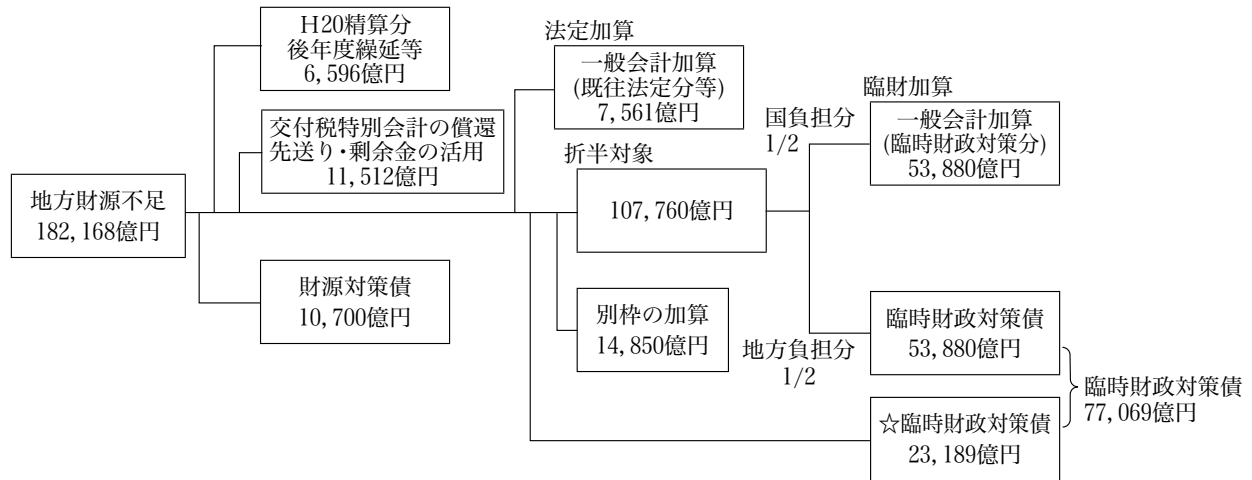 H20精算分
後年度繰延等
6,596億円
交付税特別会計の償還
先送り・剰余金の活用
11,512億円
地方財源不足
182,168億円
財源対策債
10,700億円
法定加算
一般会計加算
(既往法定分等)
7,561億円
折半対象
107,760億円
別枠の加算
14,850億円
国負担分
1/2
臨財加算
一般会計加算
(臨時財政対策分)
53,880億円
地方負担分
1/2
臨時財政対策債
53,880億円
☆臨時財政対策債
23,189億円
臨時財政対策債
77,069億円